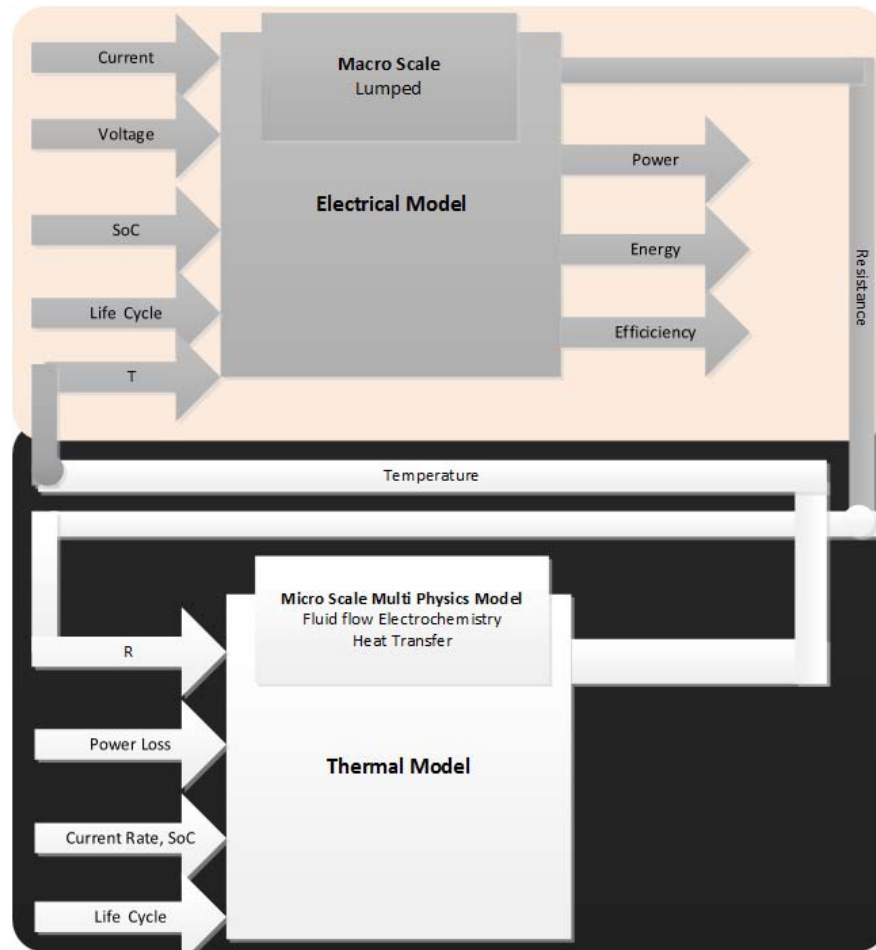 Current
Macro Scale
Lumped
Voltage
Power
Electrical Model
SoC
Energy
Resistance
Life Cycle
Efficiciency
T
Temperature
Micro Scale Multi Physics Model
Fluid flow Electrochemistry
Heat Transfer
R
Power Loss
Thermal Model
Current Rate, SoC
Life Cycle